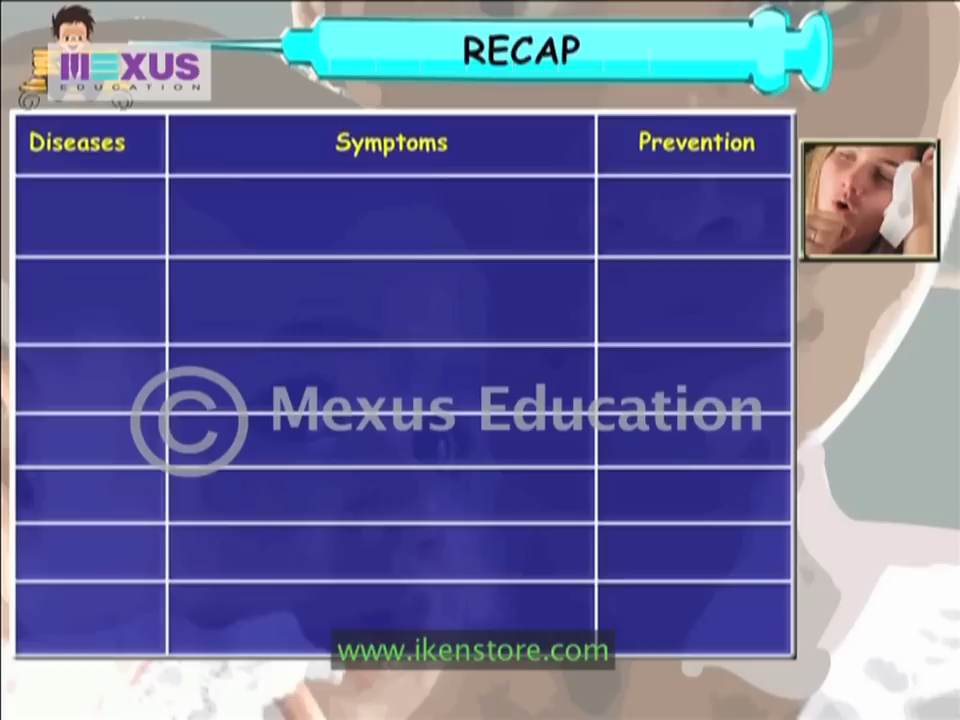 RECAP
MEXUS
EDUCATION
Diseases Symptoms Prevention
© Mexus Education
www.ikenstore.com